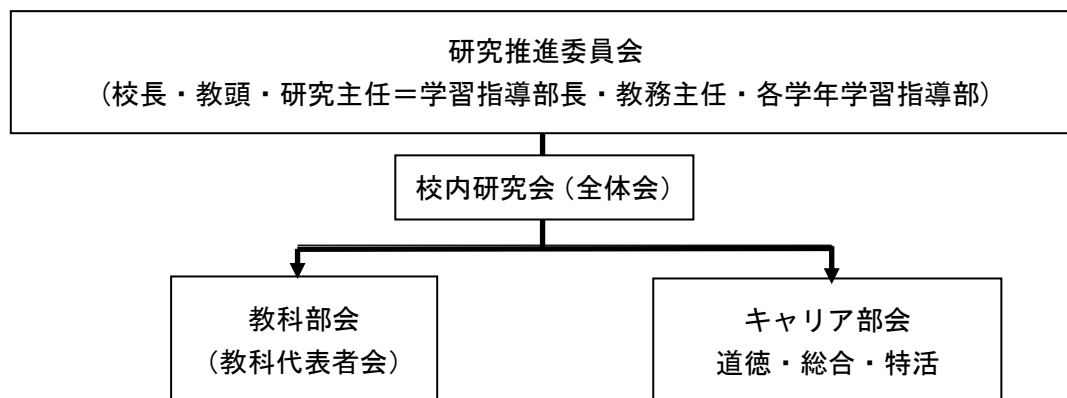 研究推進委員会
(校長・教頭・研究主任＝学習指導部長・教務主任・各学年学習指導部)
校内研究会(全体会)
教科部会
(教科代表者会)
キャリア部会
道徳・総合・特活